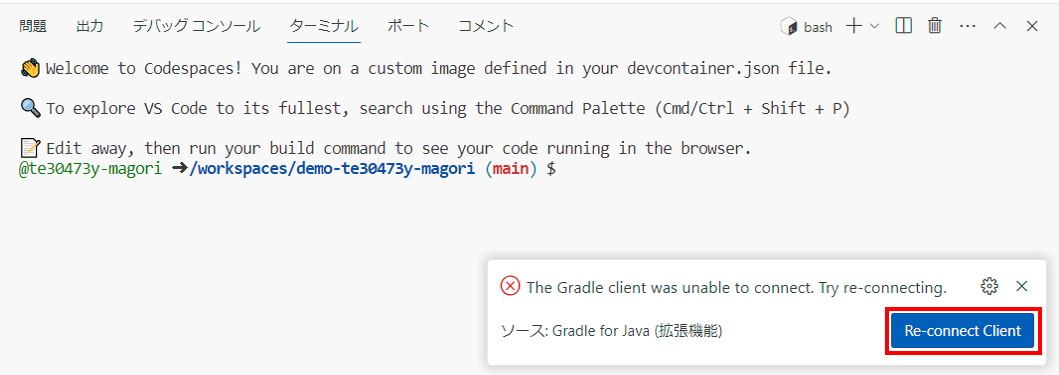 問題 出力 デバッグ コンソール ターミナル ポート コメント bash
Welcome to Codespaces! You are on a custom image defined in your devcontainer.json file.
To explore VS Code to its fullest, search using the Command Palette (Cmd/Ctrl + Shift + P)
Edit away, then run your build command to see your code running in the browser.
@te30473y-magori ➜/workspaces/demo-te30473y-magori (main) $
The Gradle client was unable to connect. Try re-connecting.
ソース: Gradle for Java (拡張機能) Re-connect Client